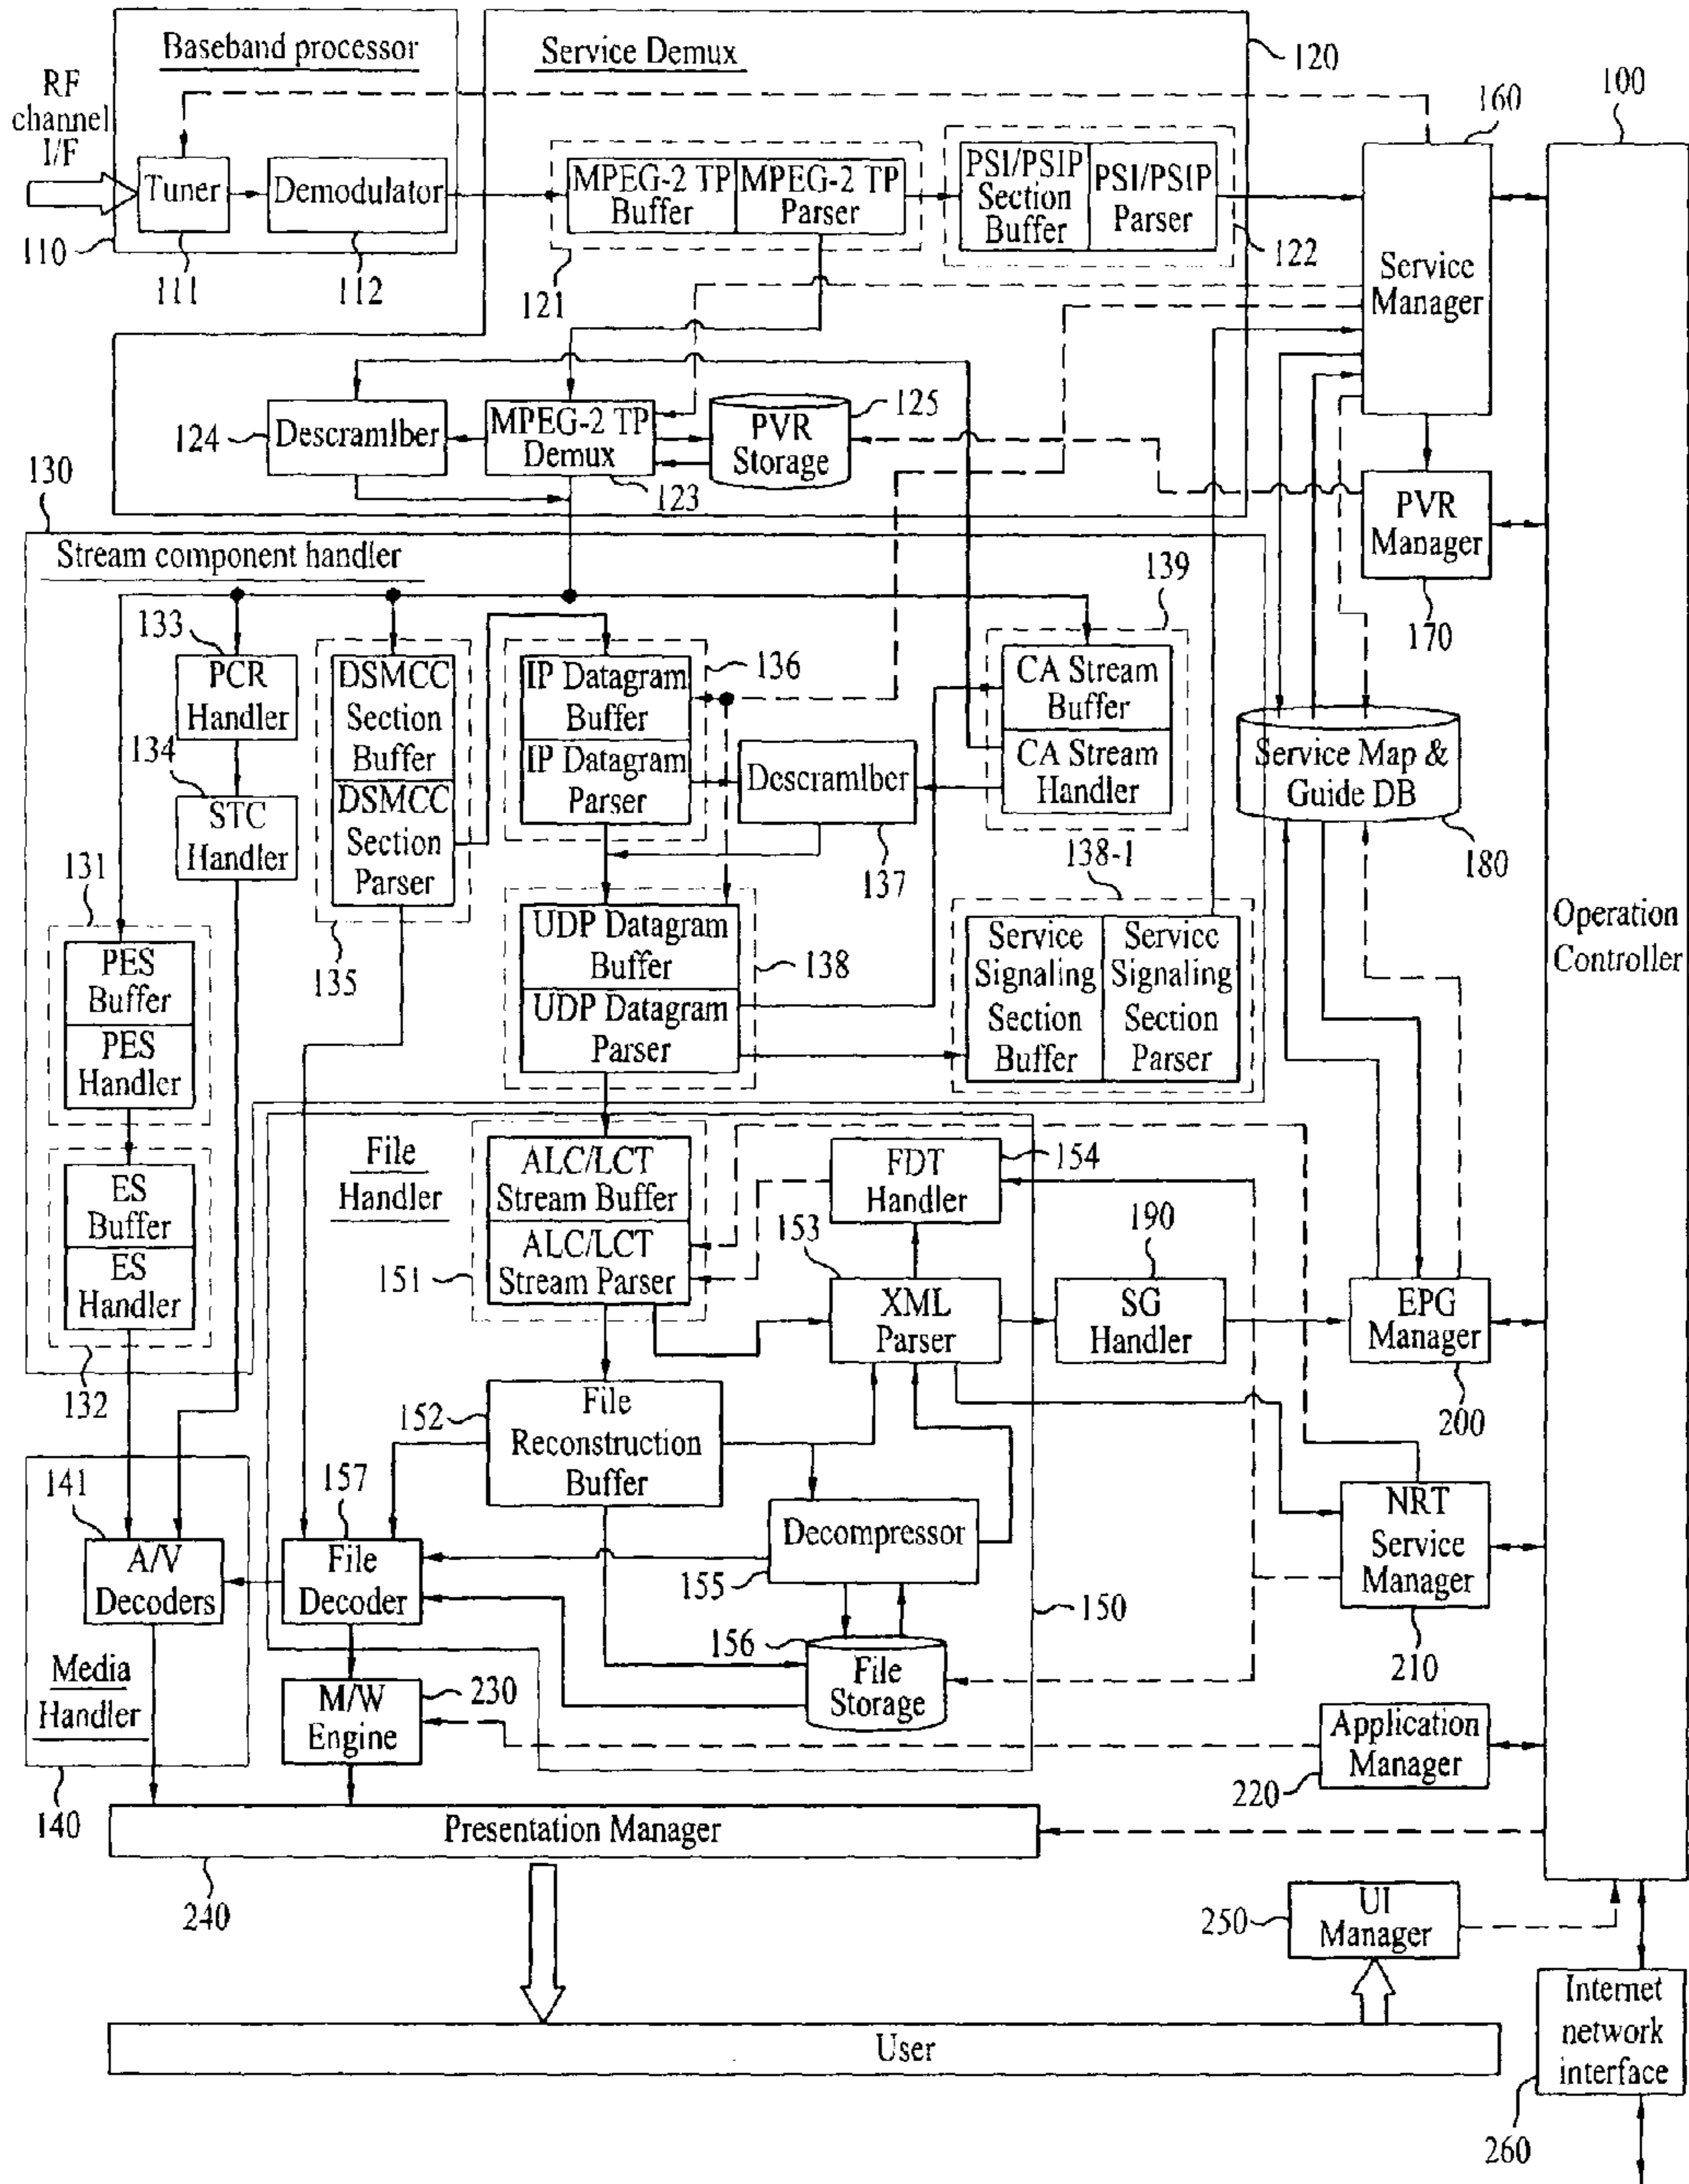 Baseband processor
Service Demux
120
RF
channel
I/F
160
100
Tuner
Demodulator
MPEG-2 TP
Buffer
MPEG-2 TP
Parser
PSI/PSIP
Section
Buffer
PSI/PSIP
Parser
110
111
112
121
122
Service
Manager
124
Descramlber
MPEG-2 TP
Demux
123
PVR
Storage
125
130
PVR
Manager
170
Stream component handler
133
PCR
Handler
134
STC
Handler
DSMCC
Section
Buffer
DSMCC
Section
Parser
135
IP Datagram
Buffer
IP Datagram
Parser
136
Descramlber
137
139
CA Stream
Buffer
CA Stream
Handler
Service Map &
Guide DB
180
138-1
131
PES
Buffer
PES
Handler
UDP Datagram
Buffer
UDP Datagram
Parser
138
Service
Signaling
Section
Buffer
Service
Signaling
Section
Parser
Operation
Controller
ES
Buffer
ES
Handler
132
File
Handler
ALC/LCT
Stream Buffer
ALC/LCT
Stream Parser
151
FDT
Handler
154
153
XML
Parser
190
SG
Handler
EPG
Manager
200
152
File
Reconstruction
Buffer
141
A/V
Decoders
157
File
Decoder
Decompressor
155
NRT
Service
Manager
210
150
156
File
Storage
Media
Handler
140
M/W
Engine
230
Application
Manager
220
Presentation Manager
240
250
UI
Manager
User
Internet
network
interface
260